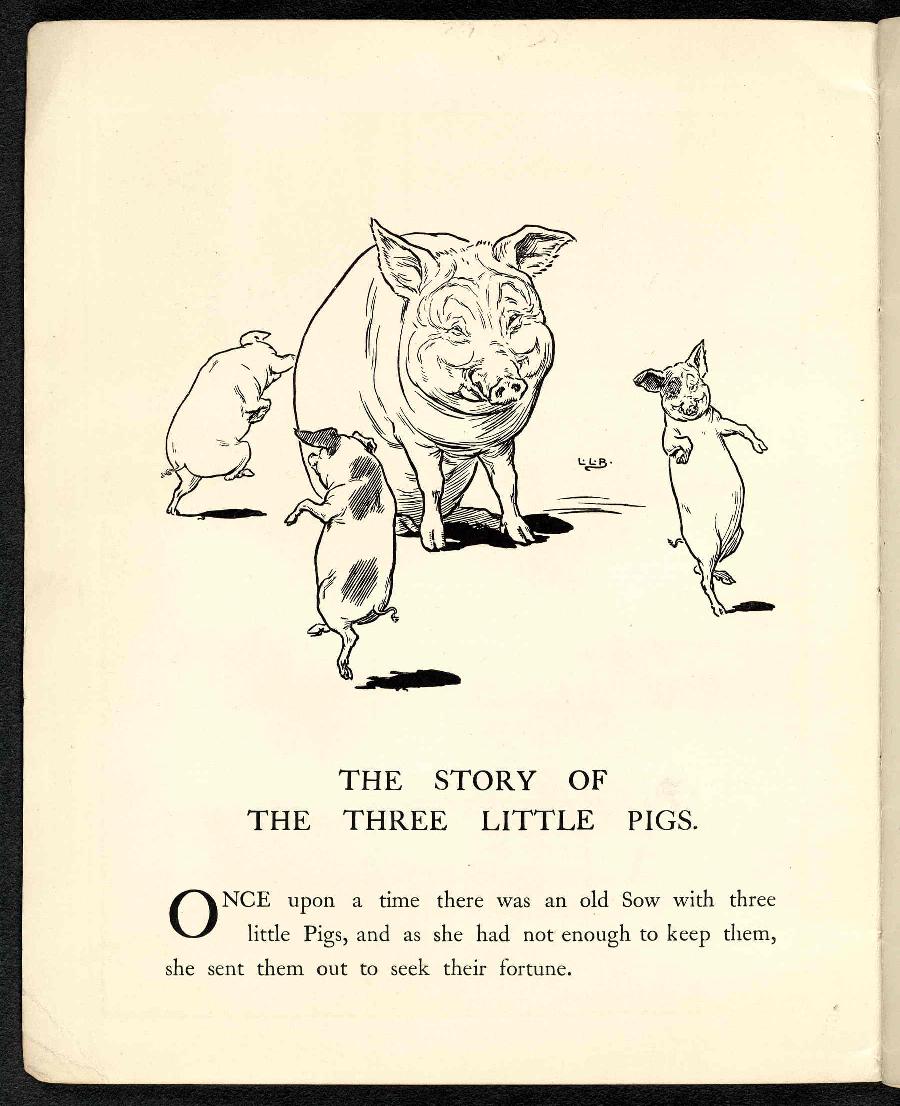 L.L.B.
THE STORY OF
THE THREE LITTLE PIGS.
ONCE upon a time there was an old Sow with three
little Pigs, and as she had not enough to keep them,
she sent them out to seek their fortune.